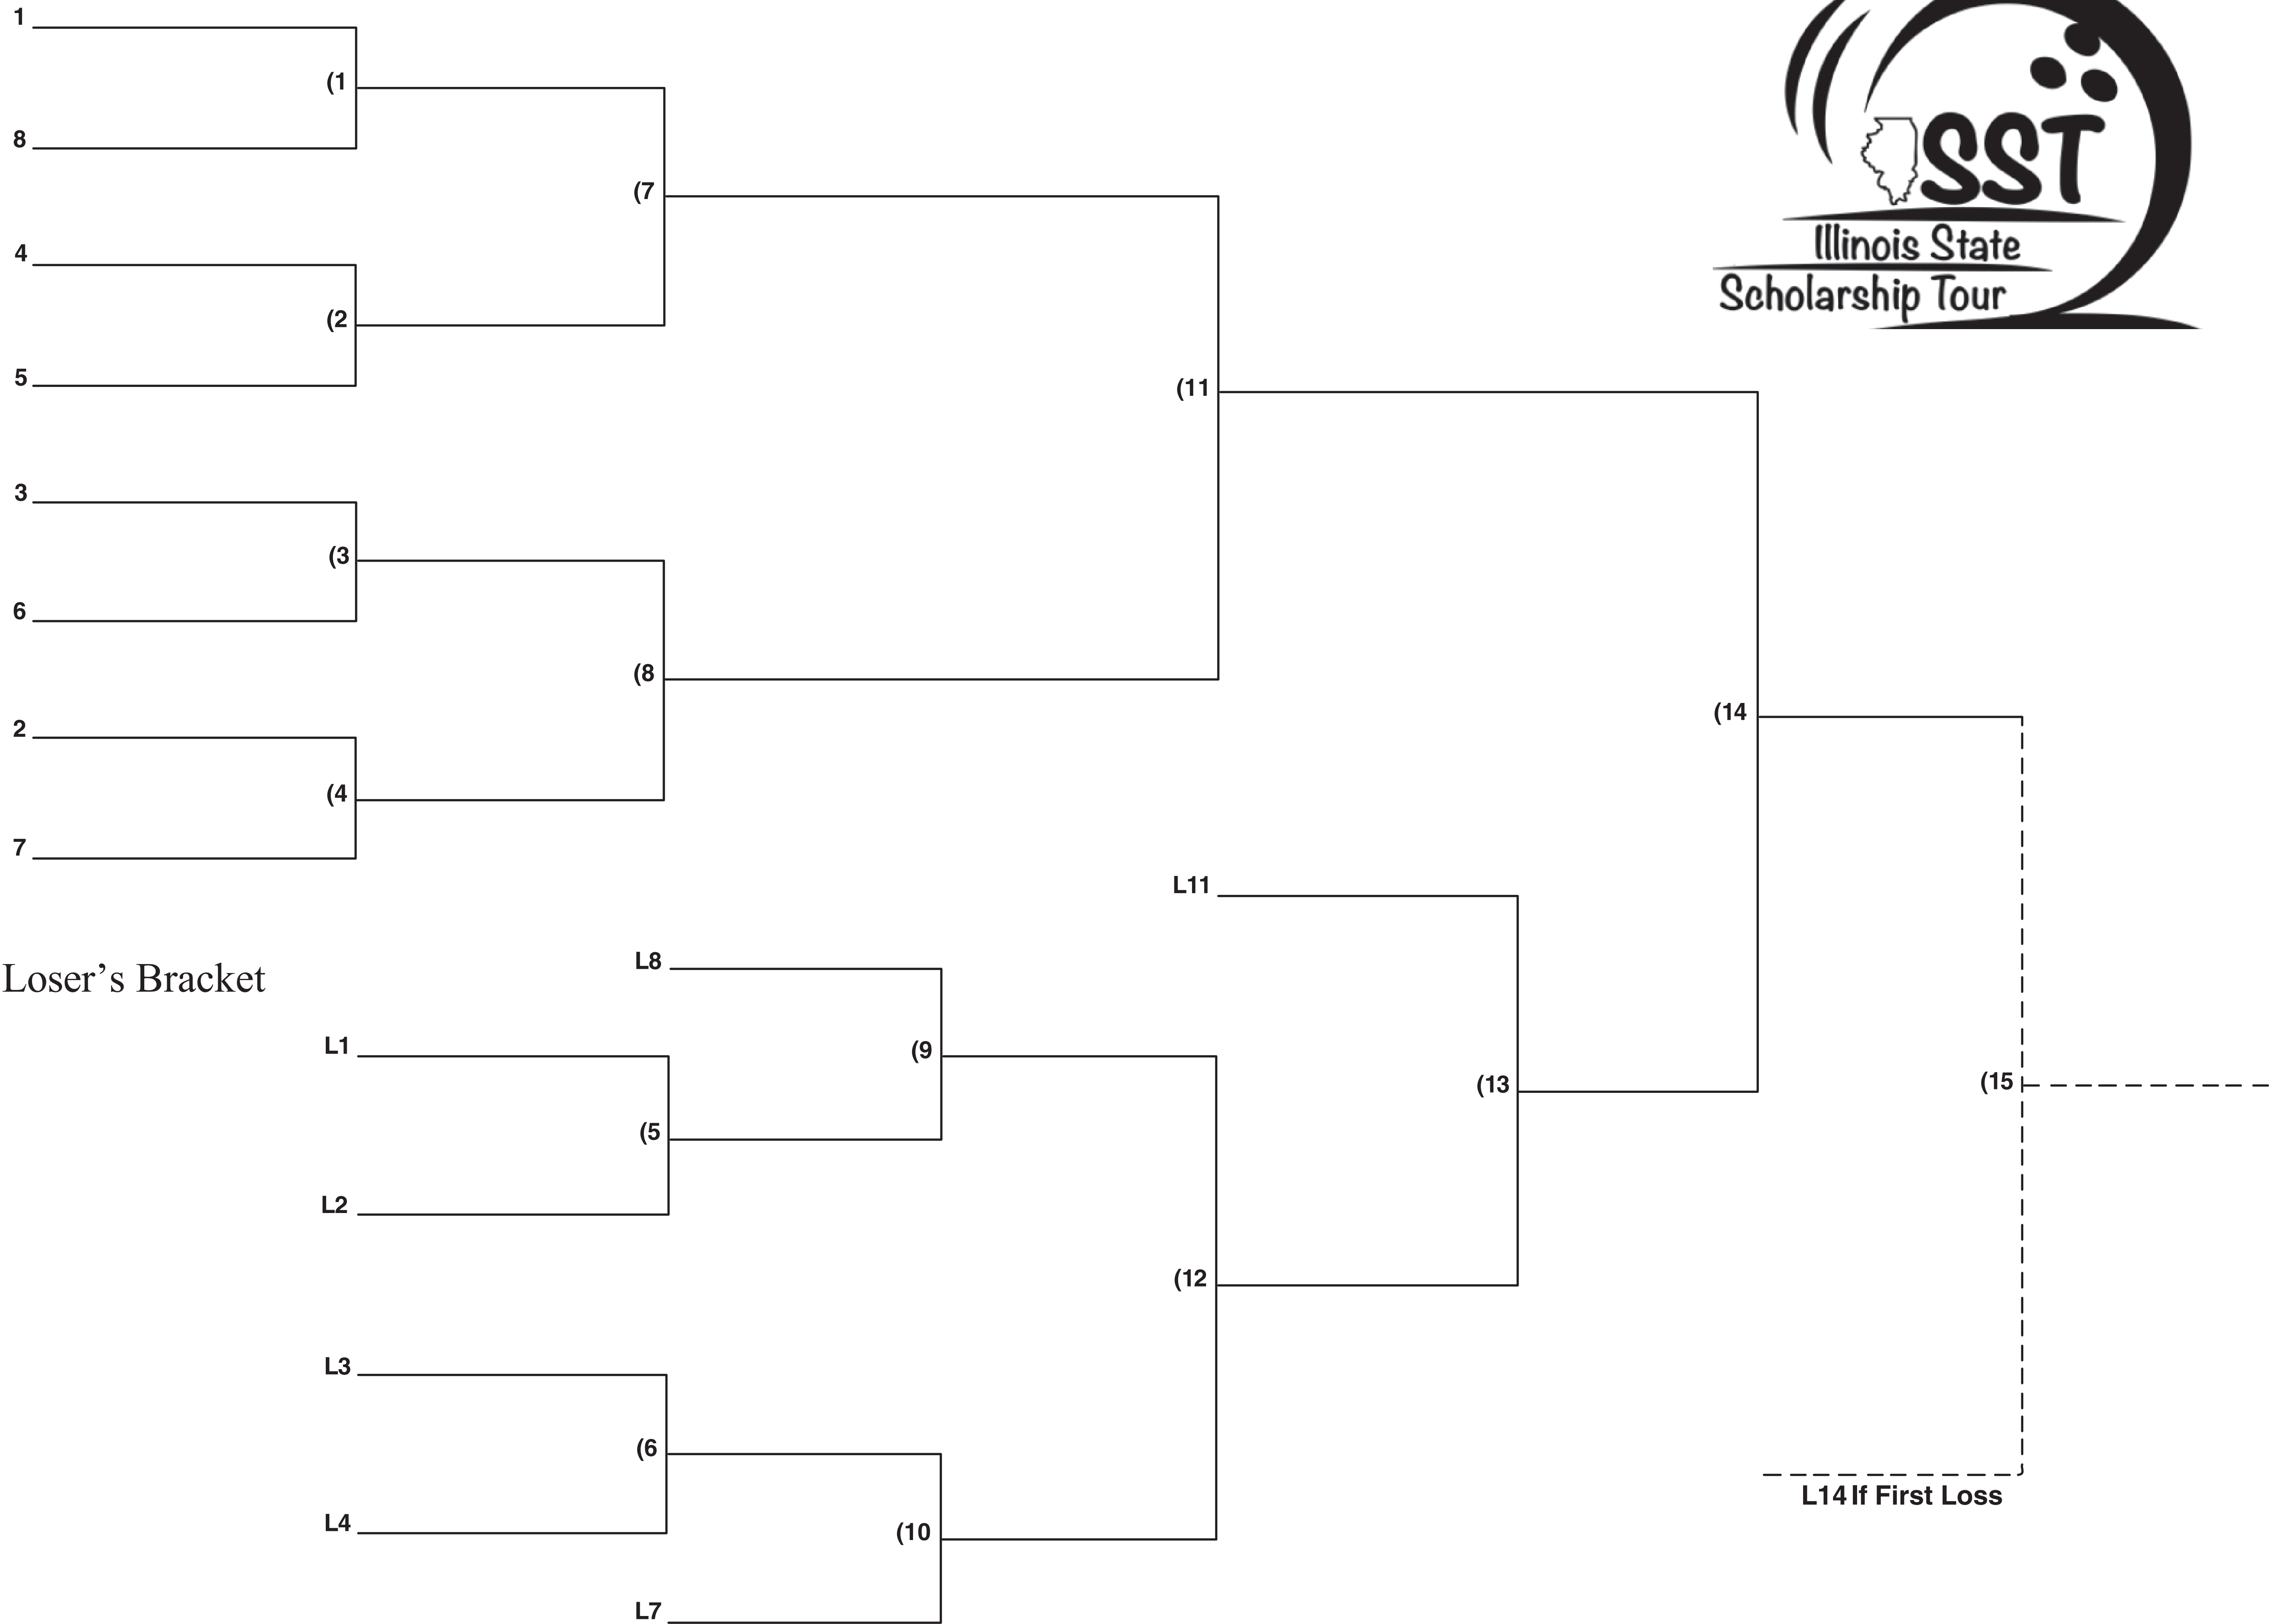 1
(1
8
(7
4
(2
5
(11
3
(3
6
(8
2
(4
7
SST
Illinois State
Scholarship Tour
(14
L11
Loser’s Bracket
L8
L1
(9
(5
L2
(13
(15
(12
L3
(6
L4
(10
L7
L14 If First Loss